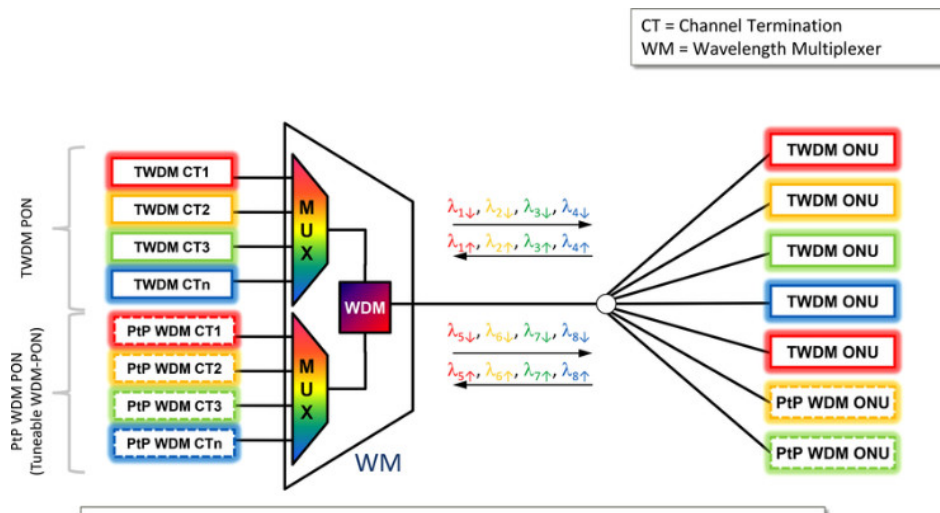 CT = Channel Termination
WM = Wavelength Multiplexer
TWDM PON
TWDM CT1
TWDM CT2
TWDM CT3
TWDM CTn
MUX
PtP WDM PON
(Tuneable WDM-PON)
PtP WDM CT1
PtP WDM CT2
PtP WDM CT3
PtP WDM CTn
MUX
WDM
WM
λ1↓, λ2↓, λ3↓, λ4↓
λ1↑, λ2↑, λ3↑, λ4↑
λ5↓, λ6↓, λ7↓, λ8↓
λ5↑, λ6↑, λ7↑, λ8↑
TWDM ONU
TWDM ONU
TWDM ONU
TWDM ONU
TWDM ONU
PtP WDM ONU
PtP WDM ONU